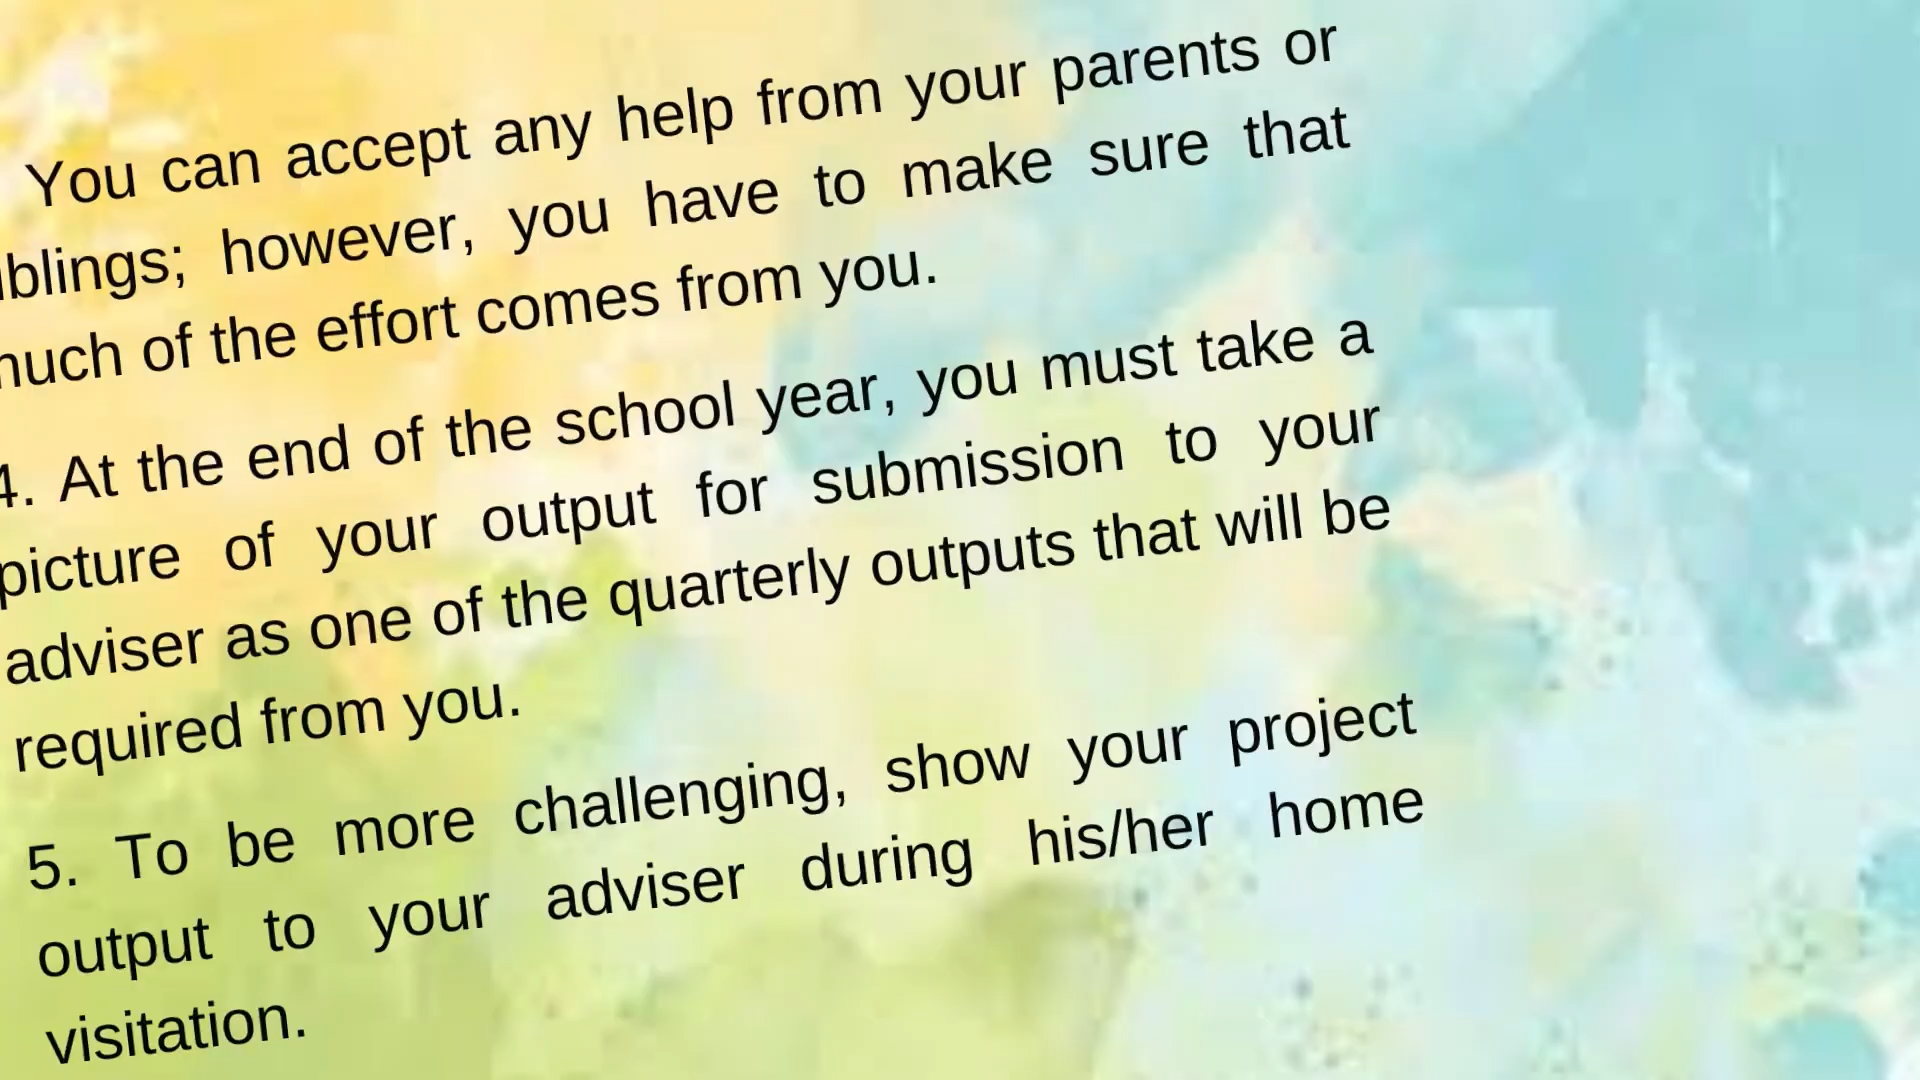 You can accept any help from your parents or
however, you have to make sure that
of the effort comes from you.
4. At the end of the school year, you must take a
picture of your output for submission to your
adviser as one of the quarterly outputs that will be
required from you.
5. To be more challenging, show your project
output to your adviser during his/her home
visitation.